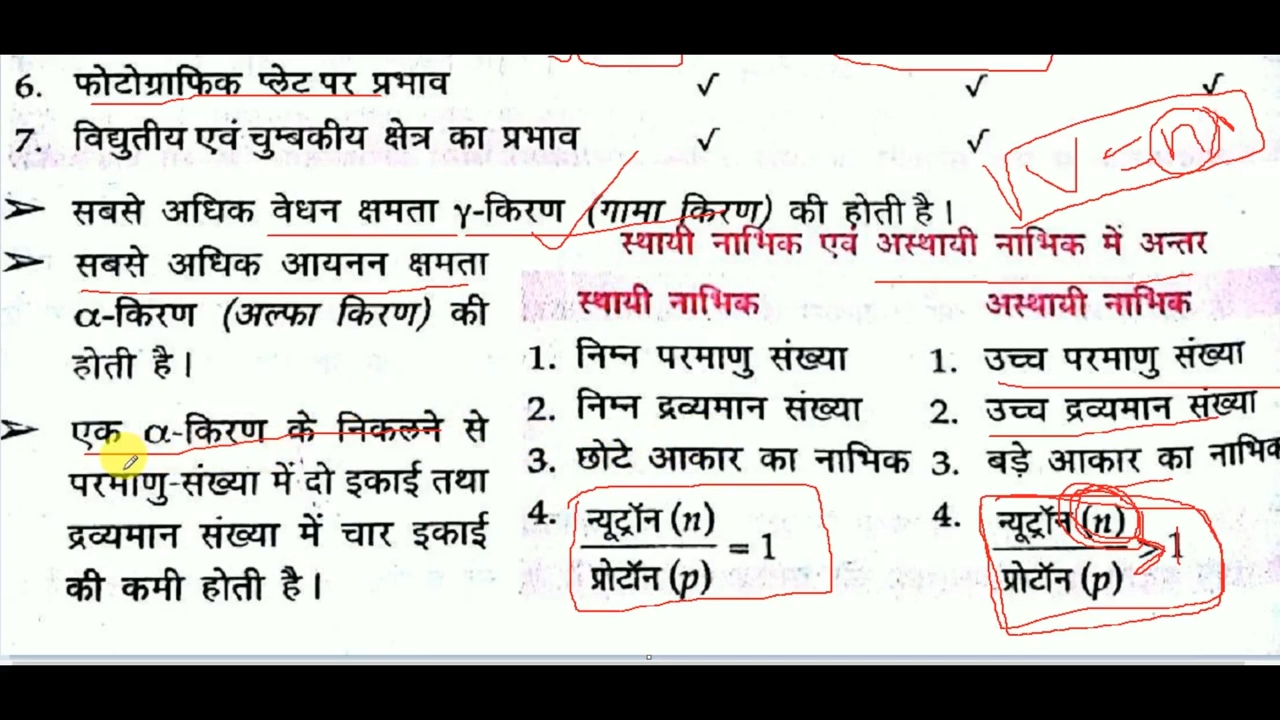 6. फोटोग्राफिक प्लेट पर प्रभाव ✓ ✓ ✓
7. विद्युतीय एवं चुम्बकीय क्षेत्र का प्रभाव ✓ ✓
➢ सबसे अधिक वेधन क्षमता γ-किरण (गामा किरण) की होती है।
➢ सबसे अधिक आयनन क्षमता
α-किरण (अल्फा किरण) की
होती है।
➢ एक α-किरण के निकलने से
परमाणु-संख्या में दो इकाई तथा
द्रव्यमान संख्या में चार इकाई
की कमी होती है।
स्थायी नाभिक एवं अस्थायी नाभिक में अन्तर
स्थायी नाभिक अस्थायी नाभिक
1. निम्न परमाणु संख्या 1. उच्च परमाणु संख्या
2. निम्न द्रव्यमान संख्या 2. उच्च द्रव्यमान संख्या
3. छोटे आकार का नाभिक 3. बड़े आकार का नाभिक
4. न्यूट्रॉन (n) 4. न्यूट्रॉन (n)
= 1 > 1
प्रोटॉन (p) प्रोटॉन (p)
n